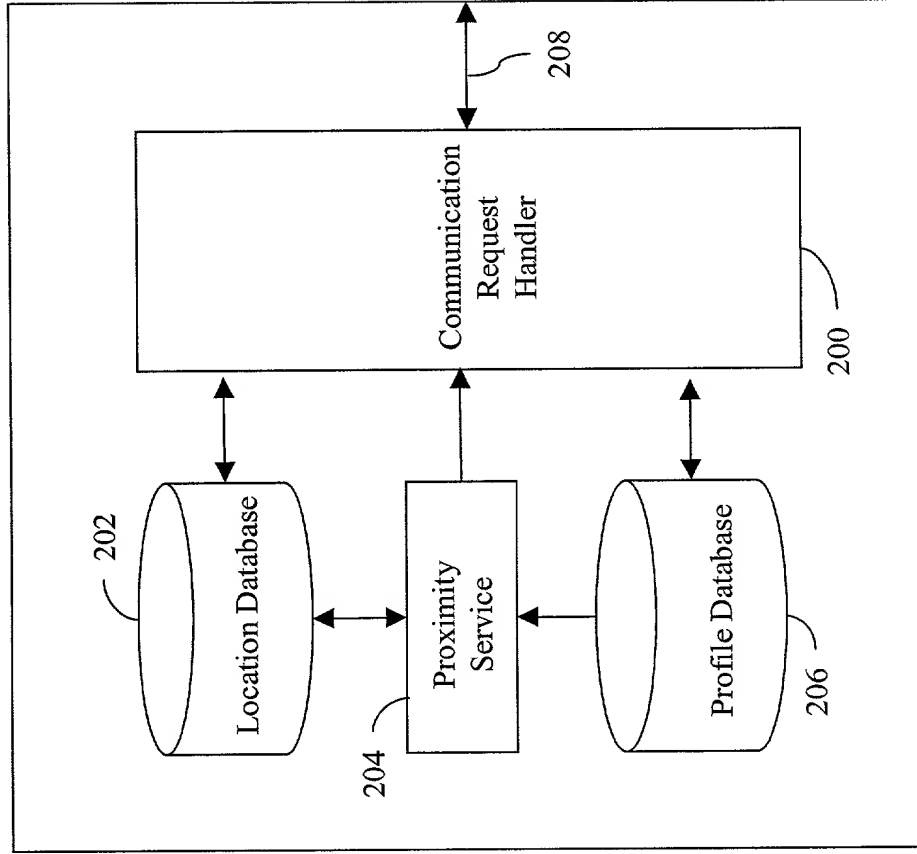 202
Location Database
204
Proximity
Service
206
Profile Database
Communication
Request
Handler
200
208